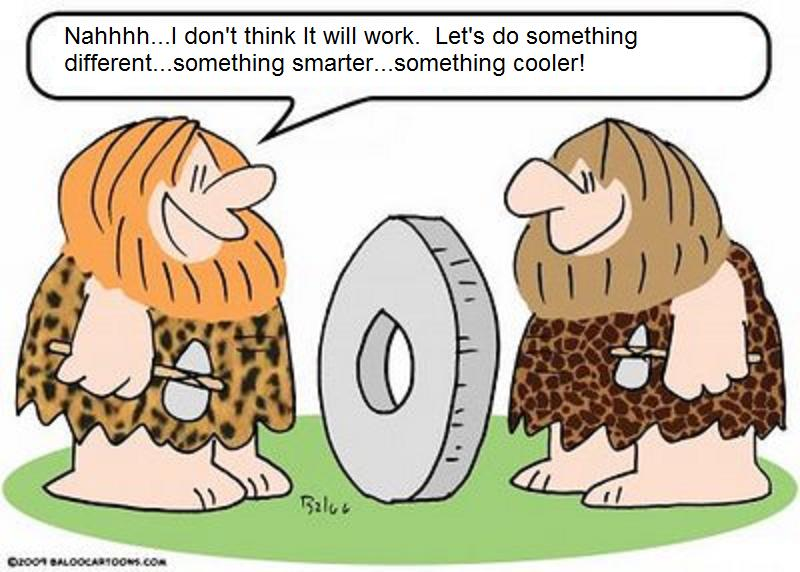 Nahhhh...I don't think It will work.  Let's do something
different...something smarter...something cooler!
Baloo
©2009 BALOOCARTOONS.COM